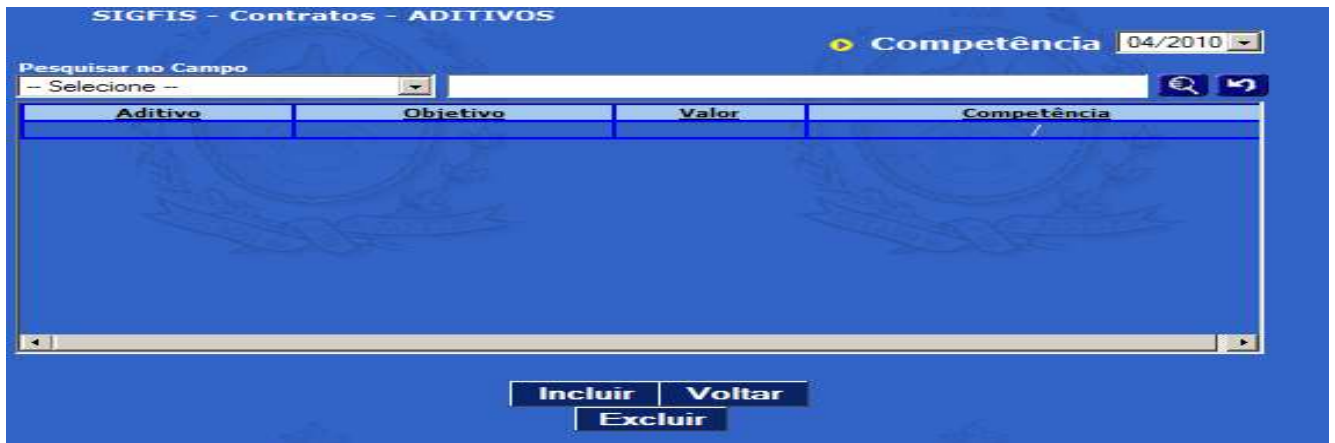 SIGFIS - Contratos - ADITIVOS
Competência 04/2010
Pesquisar no Campo
-- Selecione --
Aditivo Objetivo Valor Competência
/
Incluir Voltar
Excluir